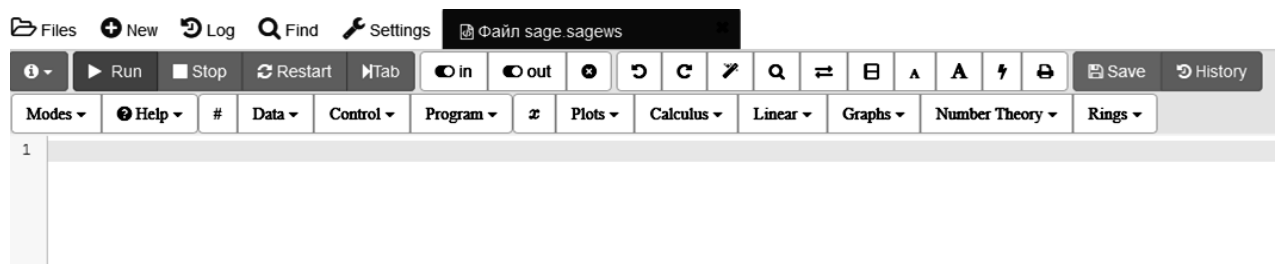 Files New Log Find Settings Файл sage.sagews
Run Stop Restart Tab in out A A Save History
Modes Help # Data Control Program x Plots Calculus Linear Graphs Number Theory Rings
1